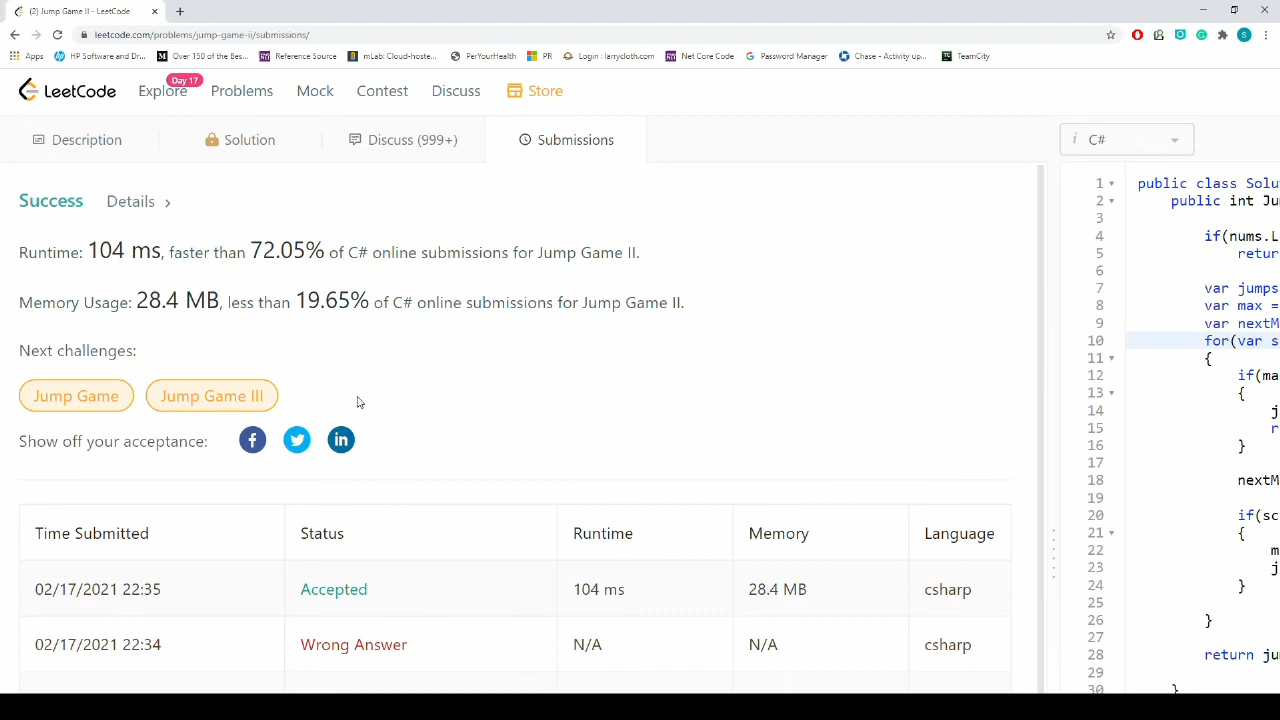 (2) Jump Game II - LeetCode
leetcode.com/problems/jump-game-ii/submissions/
Apps HP Software and Dr... Over 150 of the Bes... Reference Source mLab: Cloud-hoste... PerYourHealth PR Login : larrycloth.com Net Core Code Password Manager Chase - Activity up... TeamCity
LeetCode Explore Day 17 Problems Mock Contest Discuss Store
Description Solution Discuss (999+) Submissions
i C#
Success Details >
Runtime: 104 ms, faster than 72.05% of C# online submissions for Jump Game II.
Memory Usage: 28.4 MB, less than 19.65% of C# online submissions for Jump Game II.
Next challenges:
Jump Game Jump Game III
Show off your acceptance:
Time Submitted Status Runtime Memory Language
02/17/2021 22:35 Accepted 104 ms 28.4 MB csharp
02/17/2021 22:34 Wrong Answer N/A N/A csharp
1 public class Solu
2 public int Ju
3
4 if(nums.L
5 retur
6
7 var jumps
8 var max =
9 var nextM
10 for(var s
11 {
12 if(ma
13 {
14 j
15 r
16 }
17
18 nextM
19
20 if(sc
21 {
22 m
23 j
24 }
25
26 }
27
28 return ju
29
30 }